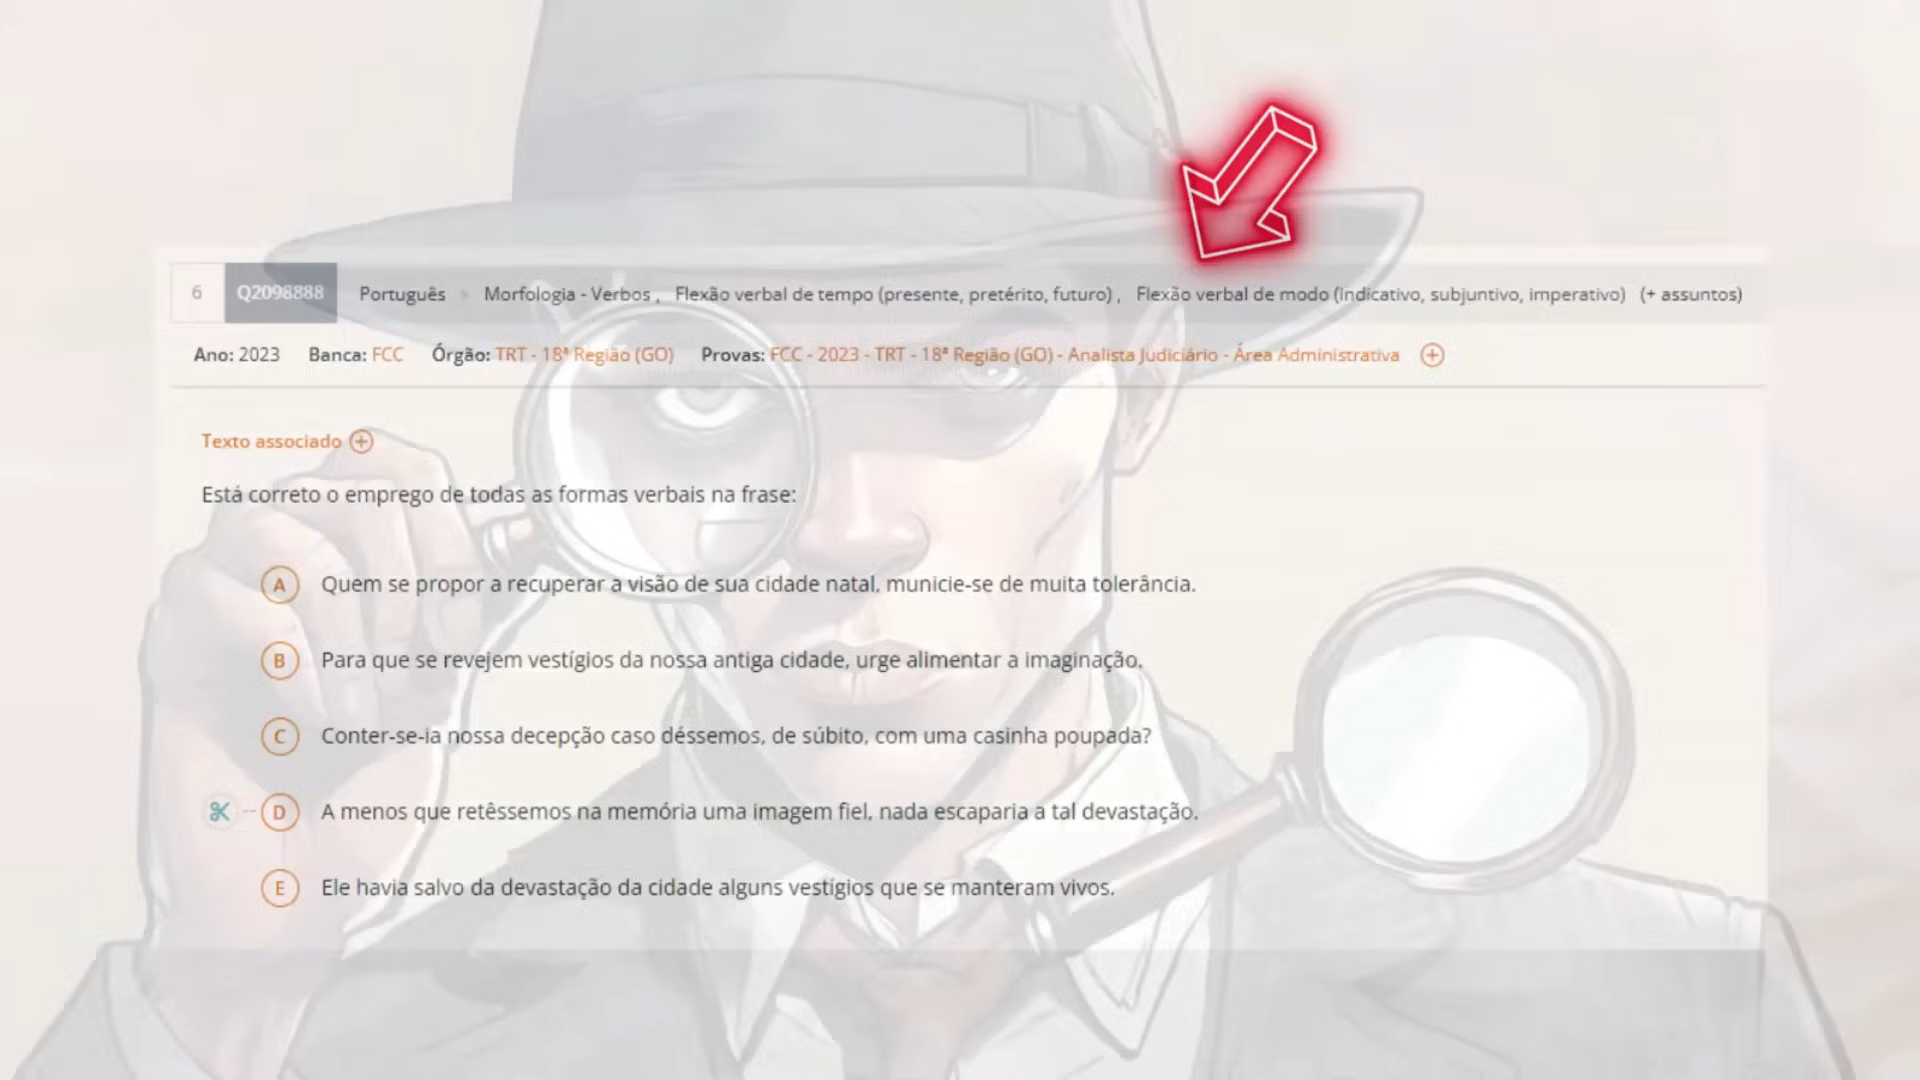 6 Q2098888 Português Morfologia - Verbos , Flexão verbal de tempo (presente, pretérito, futuro) , Flexão verbal de modo (indicativo, subjuntivo, imperativo) (+ assuntos)
Ano: 2023 Banca: FCC Órgão: TRT - 18ª Região (GO) Provas: FCC - 2023 - TRT - 18ª Região (GO) - Analista Judiciário - Área Administrativa
Texto associado
Está correto o emprego de todas as formas verbais na frase:
A Quem se propor a recuperar a visão de sua cidade natal, municie-se de muita tolerância.
B Para que se revejem vestígios da nossa antiga cidade, urge alimentar a imaginação.
C Conter-se-ia nossa decepção caso déssemos, de súbito, com uma casinha poupada?
D A menos que retêssemos na memória uma imagem fiel, nada escaparia a tal devastação.
E Ele havia salvo da devastação da cidade alguns vestígios que se manteram vivos.